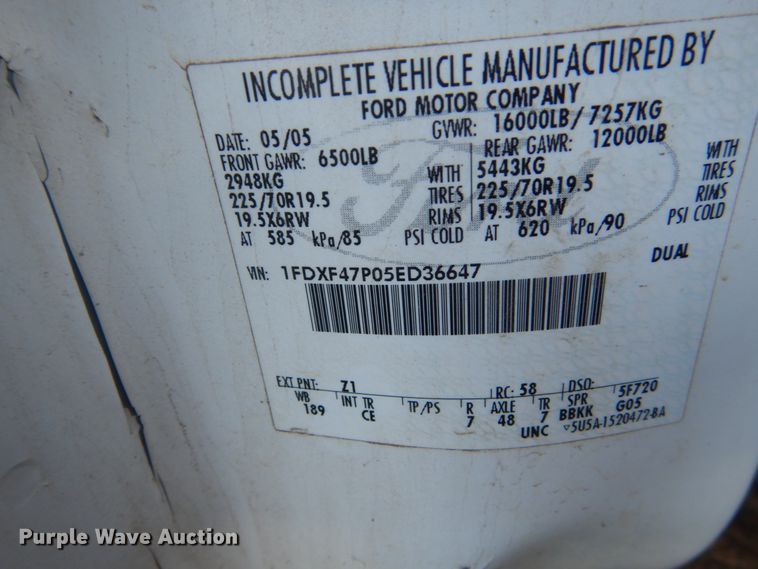 INCOMPLETE VEHICLE MANUFACTURED BY
FORD MOTOR COMPANY
DATE: 05/05 GVWR: 16000LB / 7257KG
FRONT GAWR: 6500LB REAR GAWR: 12000LB
2948KG WITH 5443KG WITH
225/70R19.5 TIRES 225/70R19.5 TIRES
19.5X6RW RIMS 19.5X6RW RIMS
AT 585 kPa/85 PSI COLD AT 620 kPa/90 PSI COLD
DUAL
VIN: 1FDXF47P05ED36647
EXT PNT: Z1 RC: 58 DSO: 5F720
WB INT TR TP/PS R AXLE TR SPR
189 CE 7 48 7 BBKK G05
UNC ▽5U5A-1520472-BA
Ford
Purple Wave Auction